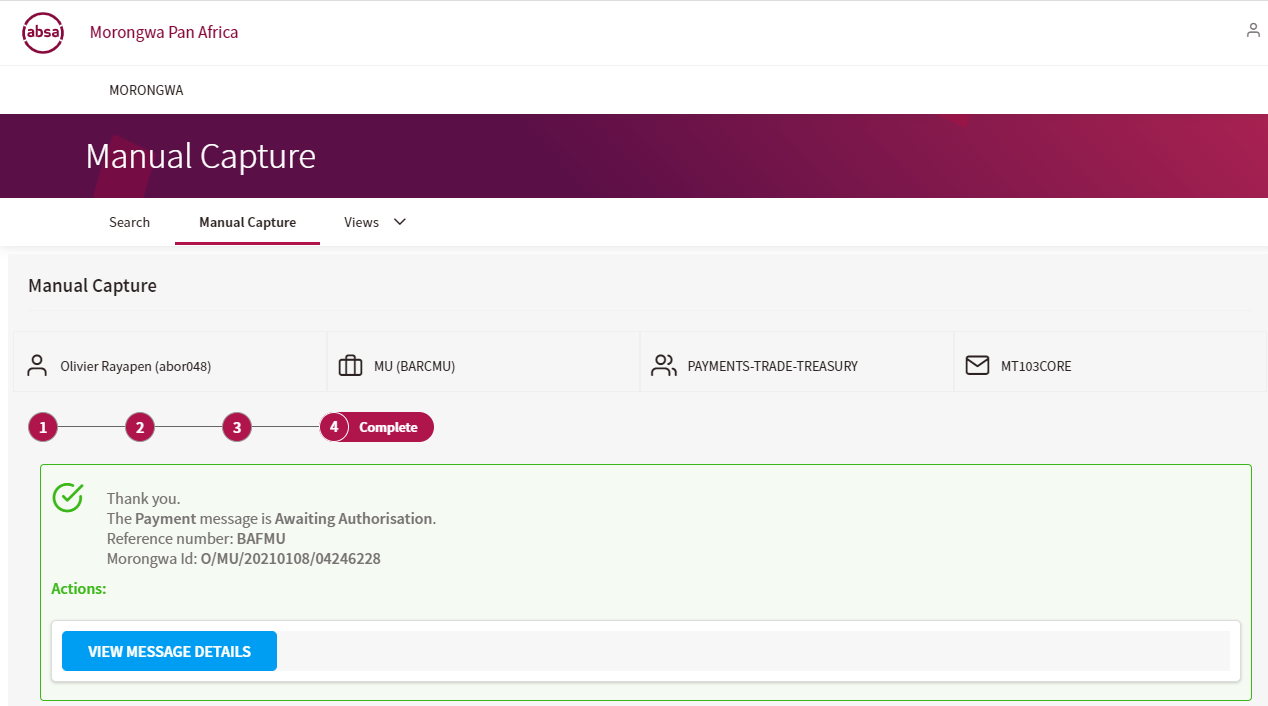 absa
Morongwa Pan Africa
MORONGWA
Manual Capture
Search Manual Capture Views
Manual Capture
Olivier Rayapen (abor048) MU (BARCMU) PAYMENTS-TRADE-TREASURY MT103CORE
1 2 3 4 Complete
Thank you.
The Payment message is Awaiting Authorisation.
Reference number: BAFMU
Morongwa Id: O/MU/20210108/04246228
Actions:
VIEW MESSAGE DETAILS